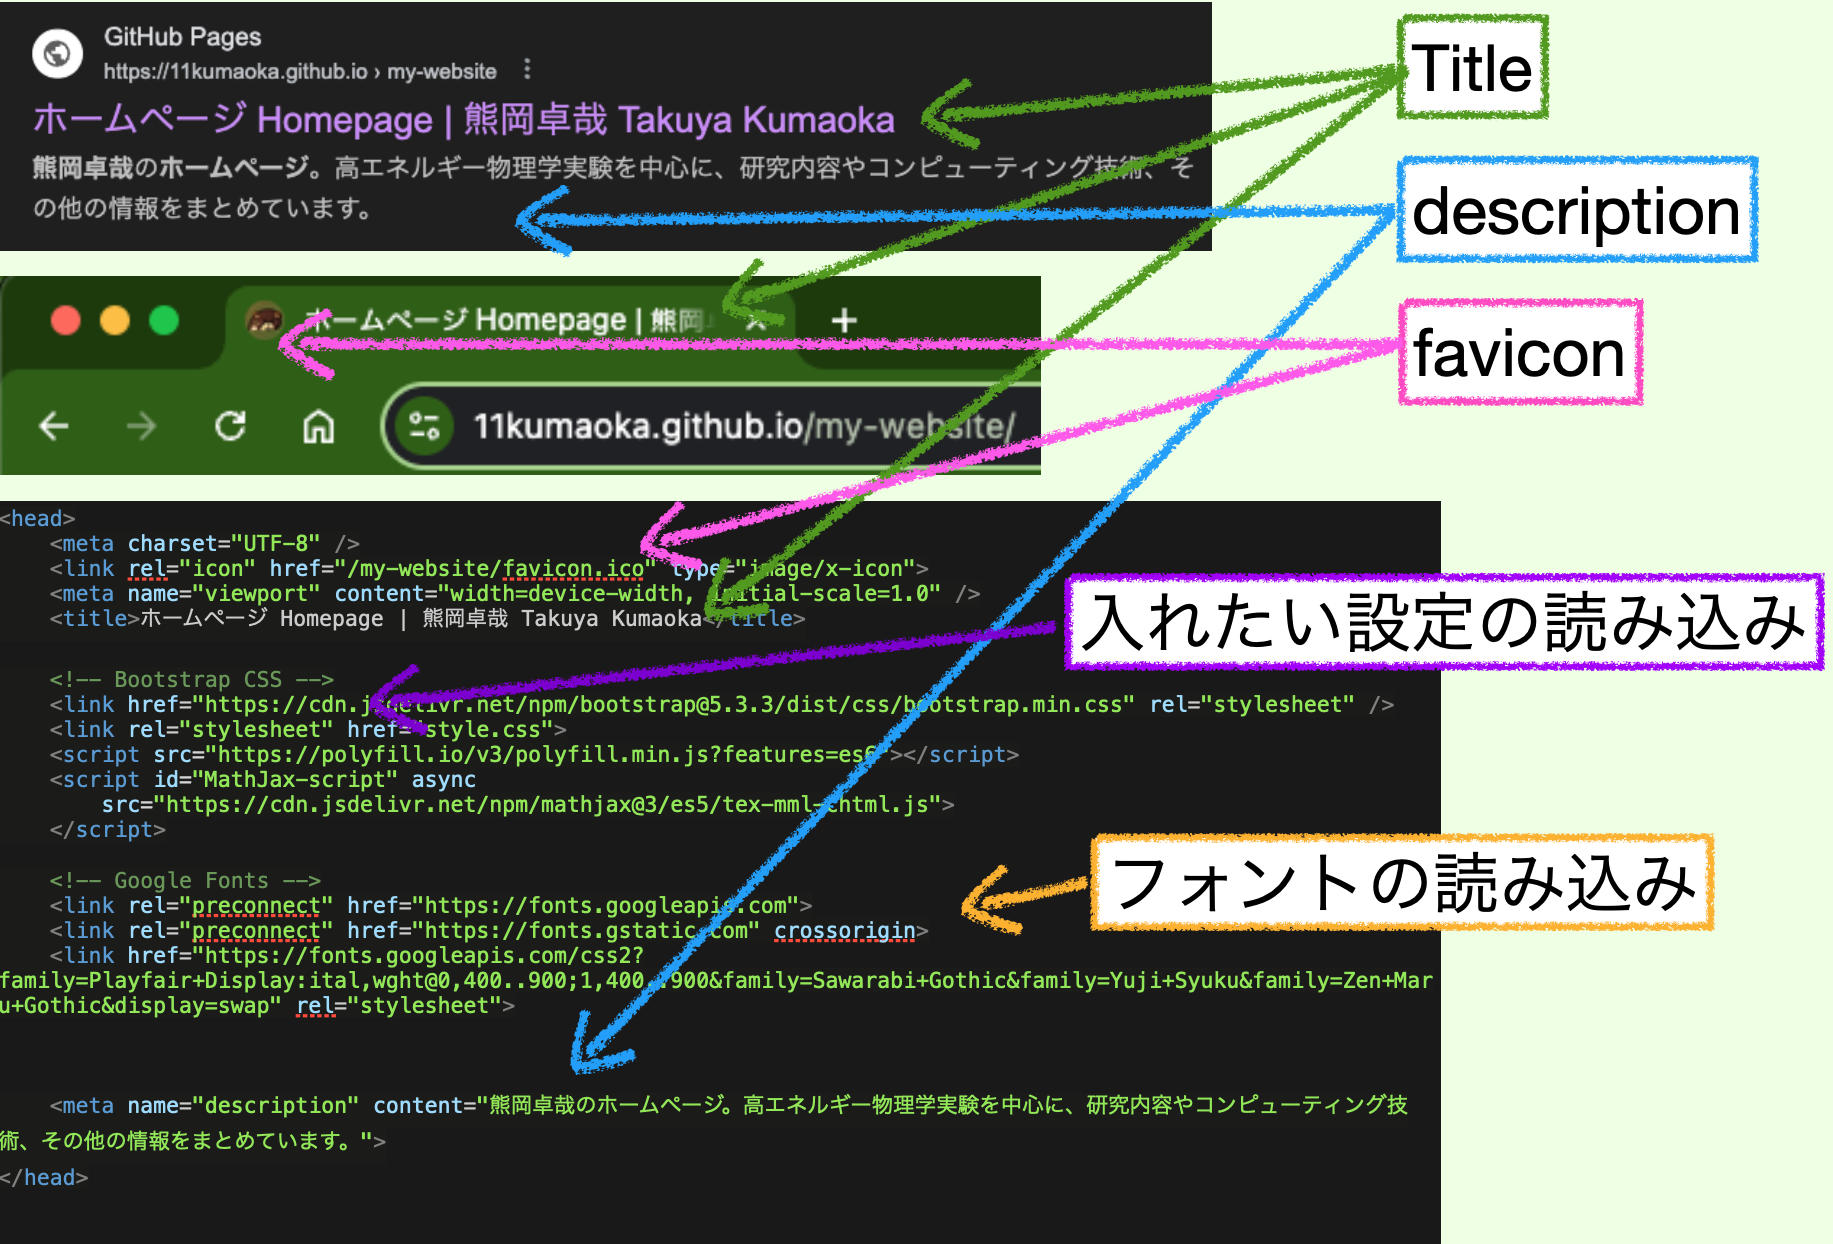 GitHub Pages
https://11kumaoka.github.io › my-website
ホームページ Homepage | 熊岡卓哉 Takuya Kumaoka
熊岡卓哉のホームページ。高エネルギー物理学実験を中心に、研究内容やコンピューティング技術、そ
の他の情報をまとめています。
Title
description
favicon
ホームページ Homepage | 熊岡
11kumaoka.github.io/my-website/
<head>
<meta charset="UTF-8" />
<link rel="icon" href="/my-website/favicon.ico" type="image/x-icon">
<meta name="viewport" content="width=device-width, initial-scale=1.0" />
<title>ホームページ Homepage | 熊岡卓哉 Takuya Kumaoka</title>
入れたい設定の読み込み
<!-- Bootstrap CSS -->
<link href="https://cdn.jsdelivr.net/npm/bootstrap@5.3.3/dist/css/bootstrap.min.css" rel="stylesheet" />
<link rel="stylesheet" href="style.css">
<script src="https://polyfill.io/v3/polyfill.min.js?features=es6"></script>
<script id="MathJax-script" async
src="https://cdn.jsdelivr.net/npm/mathjax@3/es5/tex-mml-chtml.js">
</script>
フォントの読み込み
<!-- Google Fonts -->
<link rel="preconnect" href="https://fonts.googleapis.com">
<link rel="preconnect" href="https://fonts.gstatic.com" crossorigin>
<link href="https://fonts.googleapis.com/css2?
family=Playfair+Display:ital,wght@0,400..900;1,400..900&family=Sawarabi+Gothic&family=Yuji+Syuku&family=Zen+Mar
u+Gothic&display=swap" rel="stylesheet">
<meta name="description" content="熊岡卓哉のホームページ。高エネルギー物理学実験を中心に、研究内容やコンピューティング技
術、その他の情報をまとめています。">
</head>